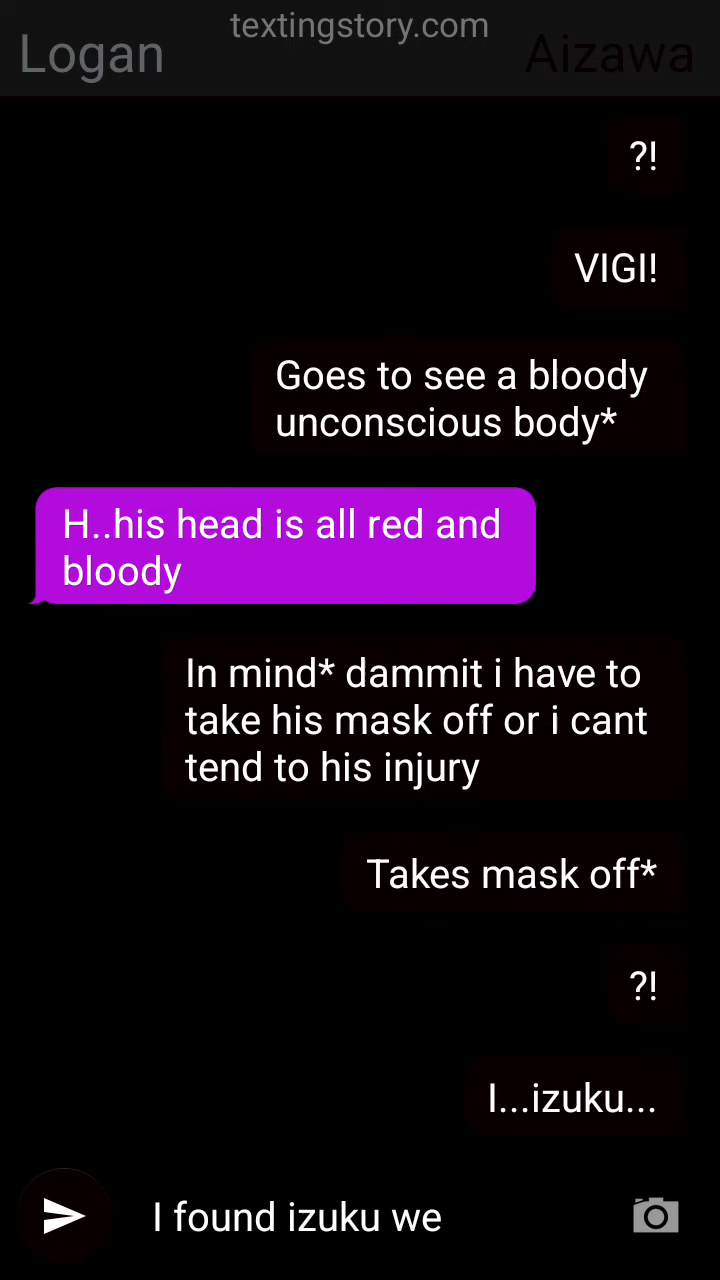 textingstory.com
Logan
Aizawa
?!
VIGI!
Goes to see a bloody
unconscious body*
H..his head is all red and
bloody
In mind* dammit i have to
take his mask off or i cant
tend to his injury
Takes mask off*
?!
I...izuku...
I found izuku we